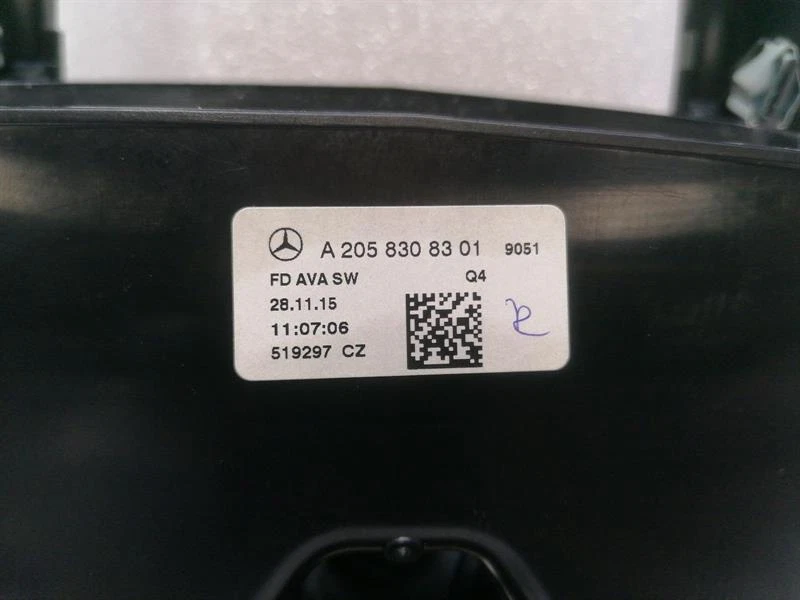 A 205 830 83 01 9051
FD AVA SW Q4
28.11.15
11:07:06
519297 CZ